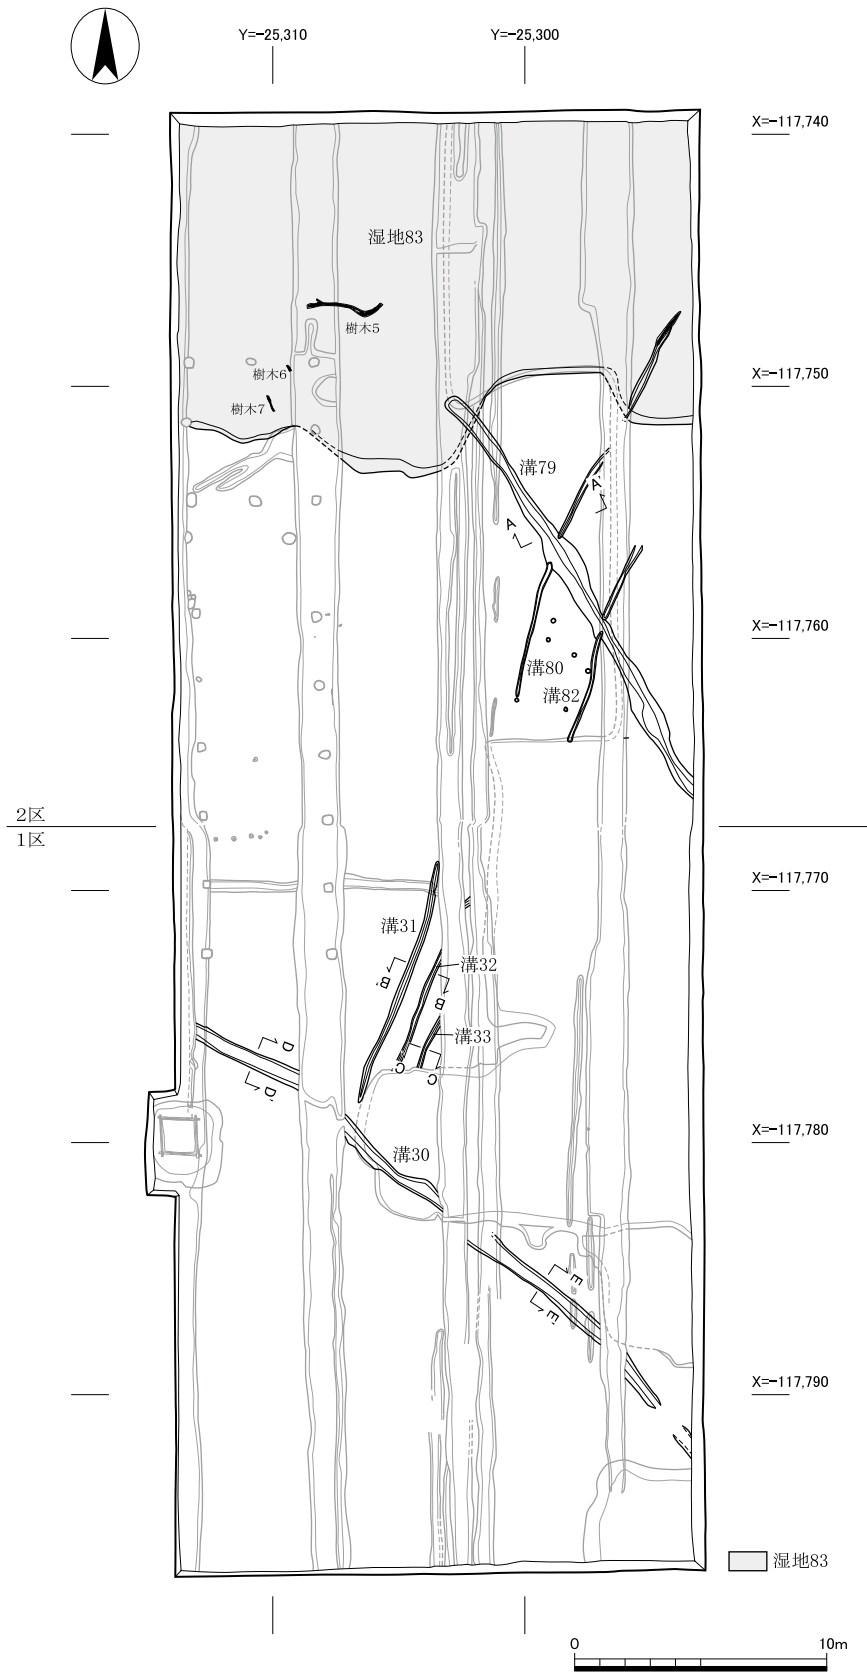 Y=-25,310
Y=-25,300
X=-117,740
湿地83
樹木5
樹木6
X=-117,750
樹木7
溝79
A'
A
X=-117,760
溝80
溝82
2区
1区
X=-117,770
溝31
溝32
B'
B
溝33
D
C'
C
D'
X=-117,780
溝30
E
E'
X=-117,790
湿地83
0
10m